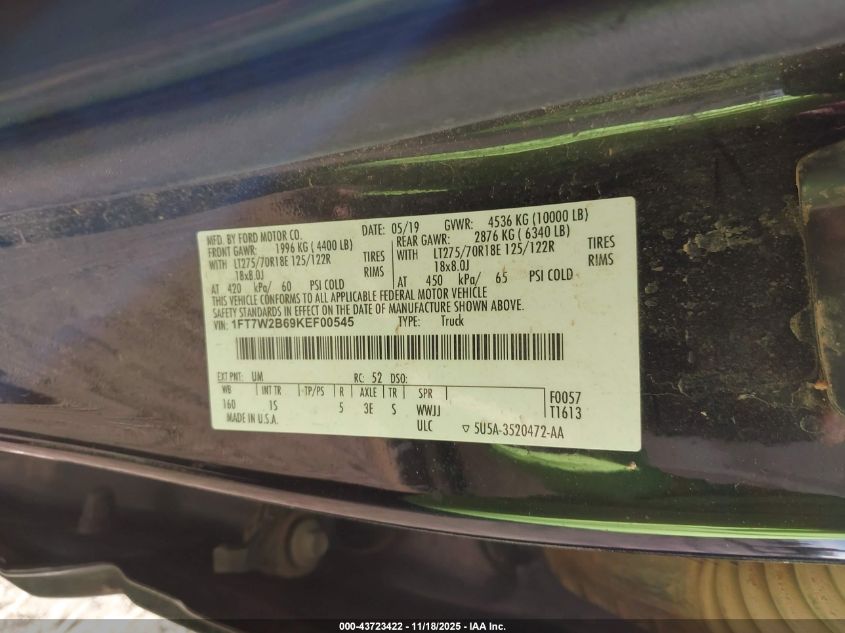 MFD. BY FORD MOTOR CO. DATE: 05/19 GVWR: 4536 KG (10000 LB)
FRONT GAWR: 1996 KG ( 4400 LB) REAR GAWR: 2876 KG ( 6340 LB)
WITH LT275/70R18E 125/122R TIRES WITH LT275/70R18E 125/122R TIRES
18x8.0J RIMS 18x8.0J RIMS
AT 420 kPa/ 60 PSI COLD AT 450 kPa/ 65 PSI COLD
THIS VEHICLE CONFORMS TO ALL APPLICABLE FEDERAL MOTOR VEHICLE
SAFETY STANDARDS IN EFFECT ON THE DATE OF MANUFACTURE SHOWN ABOVE.
VIN: 1FT7W2B69KEF00545 TYPE: Truck
EXT PNT: UM RC: 52 DSO:
WB INT TR TP/PS R AXLE TR SPR F0057
160 1S 5 3E S WWJJ T1613
MADE IN U.S.A. ULC ▽ 5U5A-3520472-AA
000-43723422 - 11/18/2025 - IAA Inc.